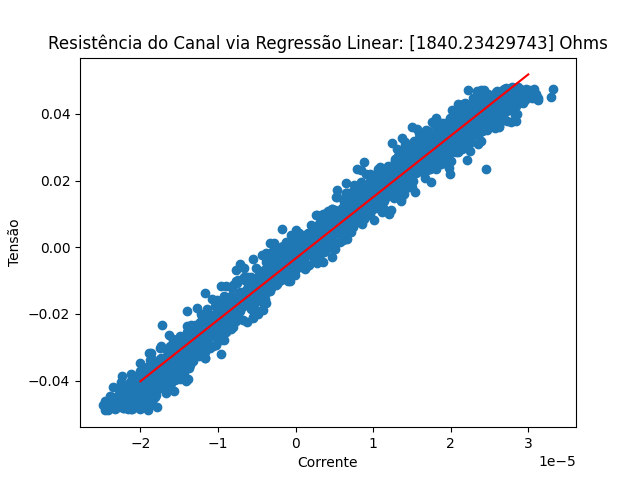 Resistência do Canal via Regressão Linear: [1840.23429743] Ohms
Tensão
0.04
0.02
0.00
−0.02
−0.04
−2
−1
0
1
2
3
1e−5
Corrente